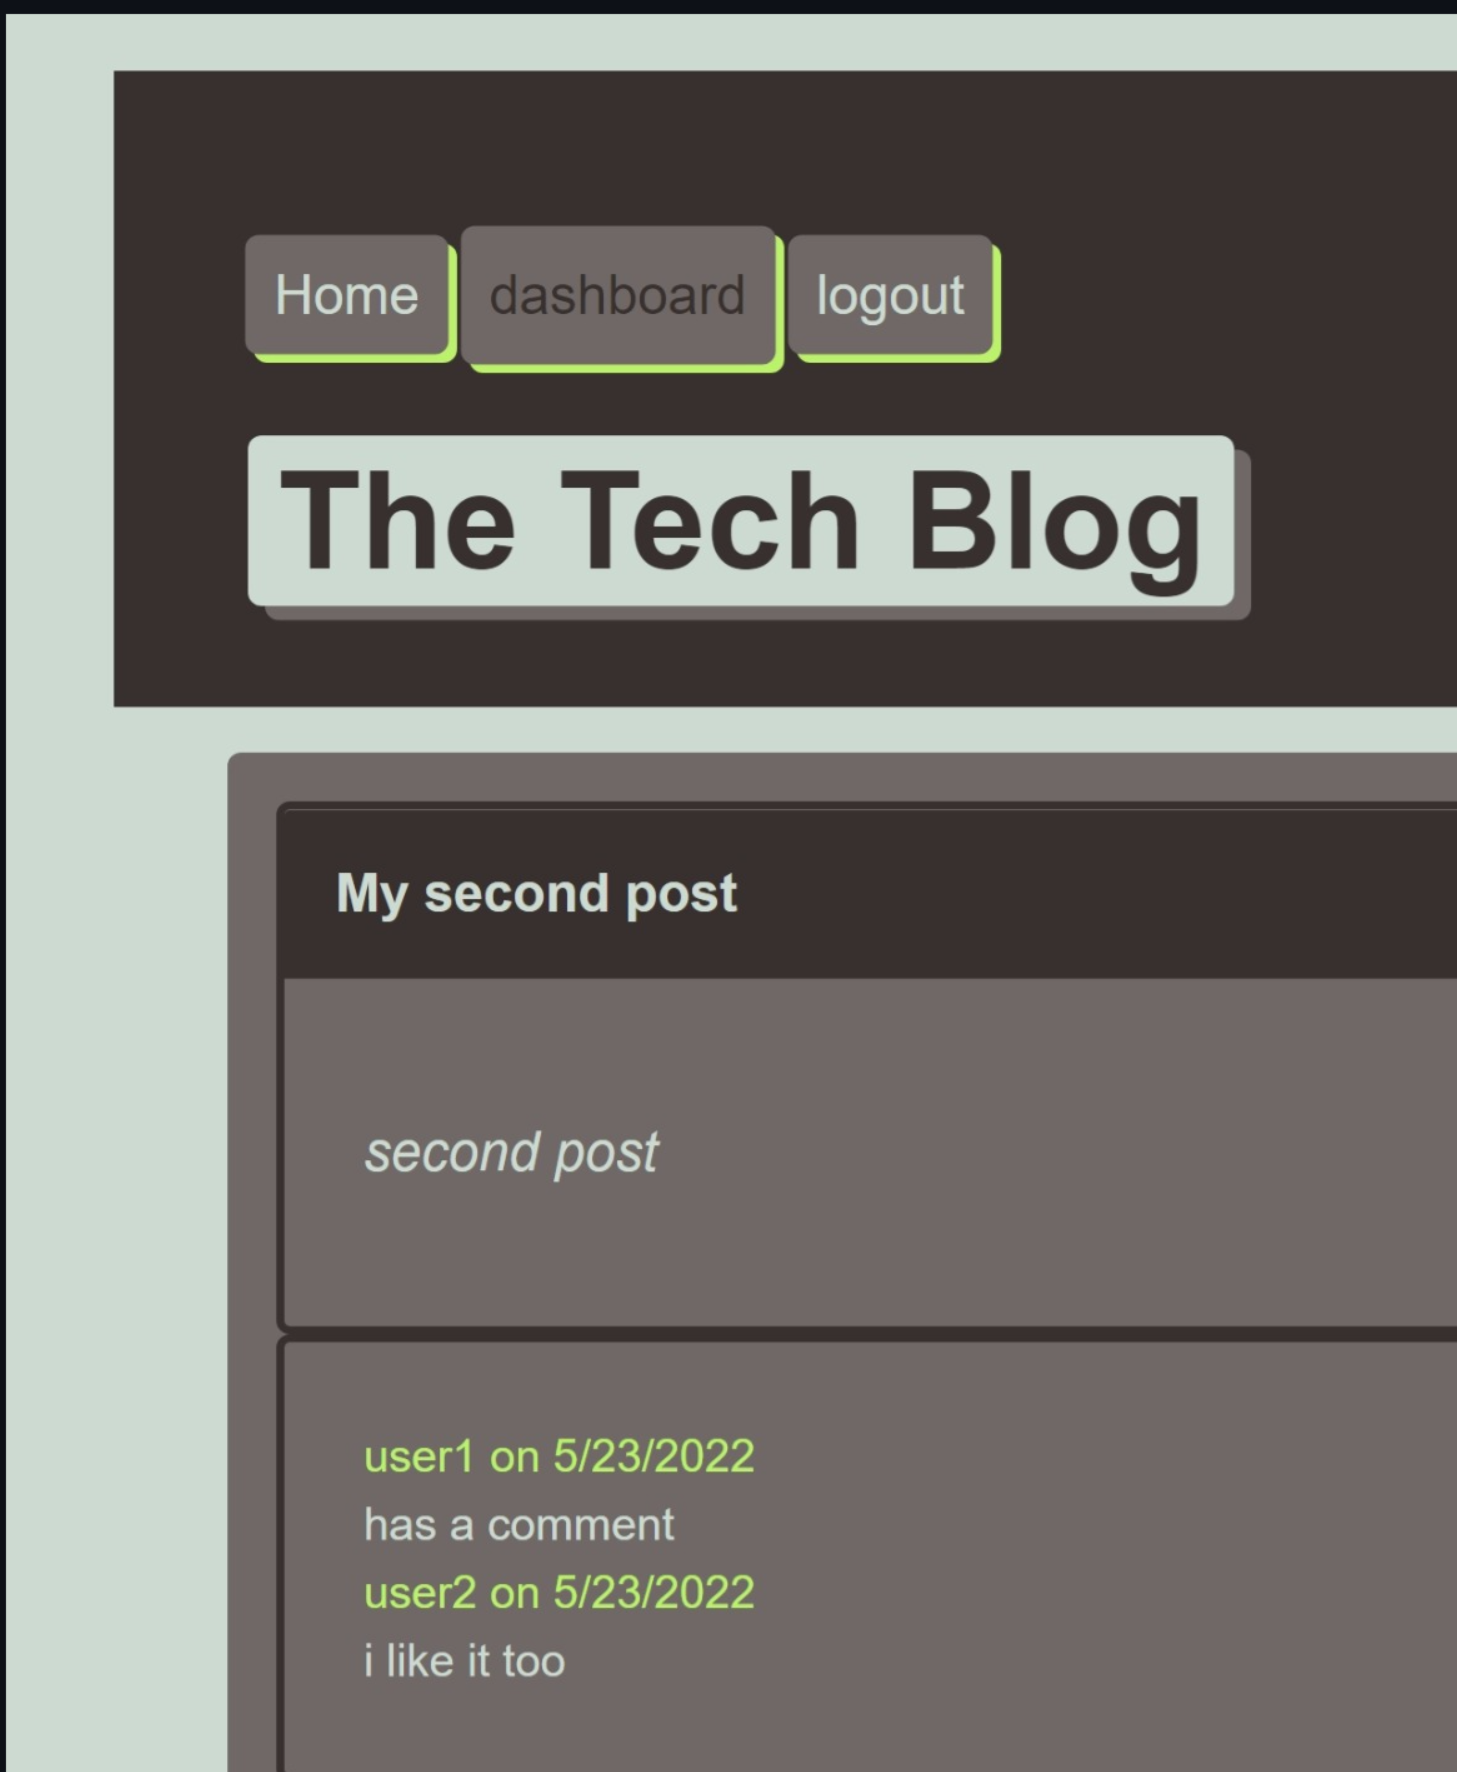 Home dashboard logout
The Tech Blog
My second post
second post
user1 on 5/23/2022
has a comment
user2 on 5/23/2022
i like it too